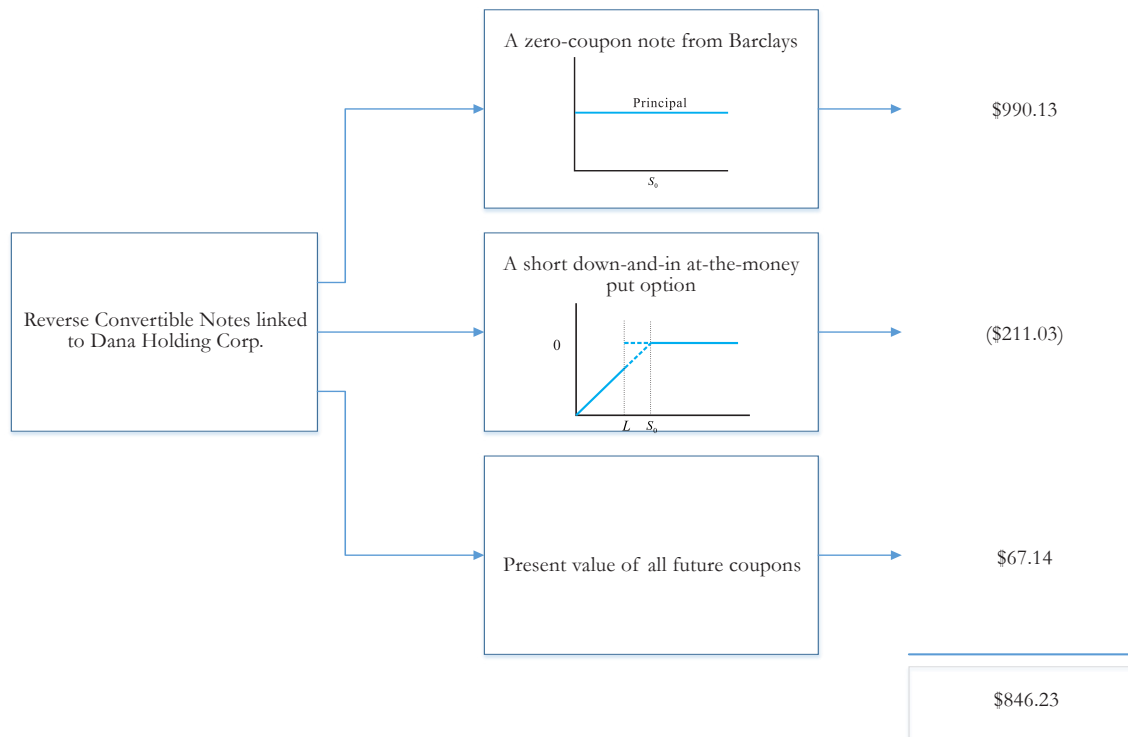 A zero-coupon note from Barclays
Principal
S₀
$990.13
Reverse Convertible Notes linked
to Dana Holding Corp.
A short down-and-in at-the-money
put option
0
L S₀
($211.03)
Present value of all future coupons
$67.14
$846.23